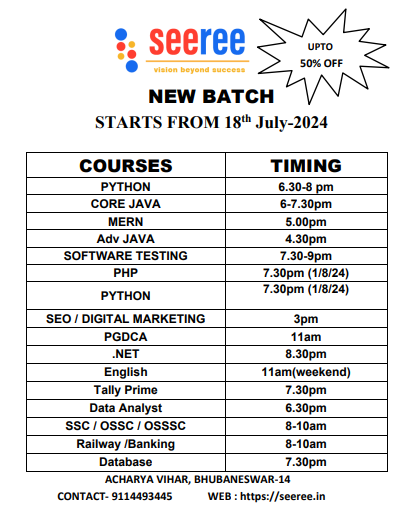 seeree
vision beyond success
UPTO
50% OFF
NEW BATCH
STARTS FROM 18th July-2024
COURSES TIMING
PYTHON 6.30-8 pm
CORE JAVA 6-7.30pm
MERN 5.00pm
Adv JAVA 4.30pm
SOFTWARE TESTING 7.30-9pm
PHP 7.30pm (1/8/24)
PYTHON 7.30pm (1/8/24)
SEO / DIGITAL MARKETING 3pm
PGDCA 11am
.NET 8.30pm
English 11am(weekend)
Tally Prime 7.30pm
Data Analyst 6.30pm
SSC / OSSC / OSSSC 8-10am
Railway /Banking 8-10am
Database 7.30pm
ACHARYA VIHAR, BHUBANESWAR-14
CONTACT- 9114493445 WEB : https://seeree.in